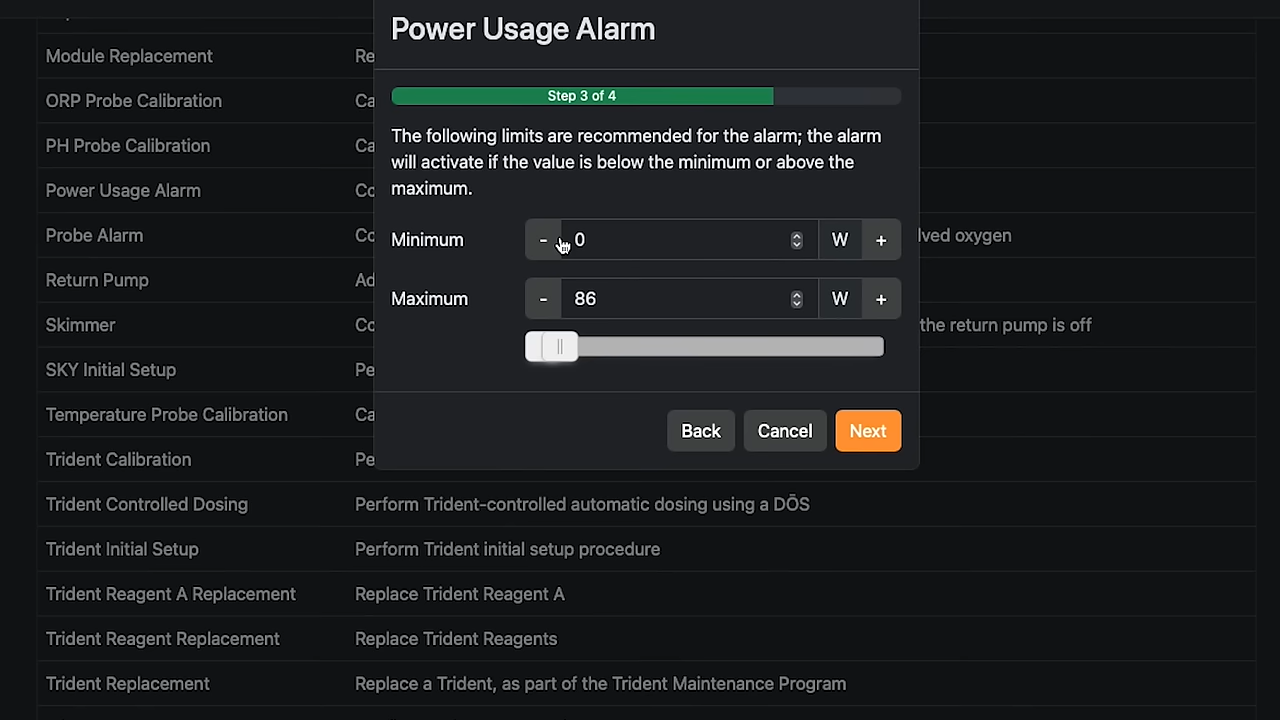 Power Usage Alarm
Step 3 of 4
The following limits are recommended for the alarm; the alarm
will activate if the value is below the minimum or above the
maximum.
Minimum - 0 W +
Maximum - 86 W +
Back Cancel Next
Module Replacement Re
ORP Probe Calibration Ca
PH Probe Calibration Ca
Power Usage Alarm Co
Probe Alarm Co lved oxygen
Return Pump Ad
Skimmer Co the return pump is off
SKY Initial Setup Pe
Temperature Probe Calibration Ca
Trident Calibration Pe
Trident Controlled Dosing Perform Trident-controlled automatic dosing using a DŌS
Trident Initial Setup Perform Trident initial setup procedure
Trident Reagent A Replacement Replace Trident Reagent A
Trident Reagent Replacement Replace Trident Reagents
Trident Replacement Replace a Trident, as part of the Trident Maintenance Program